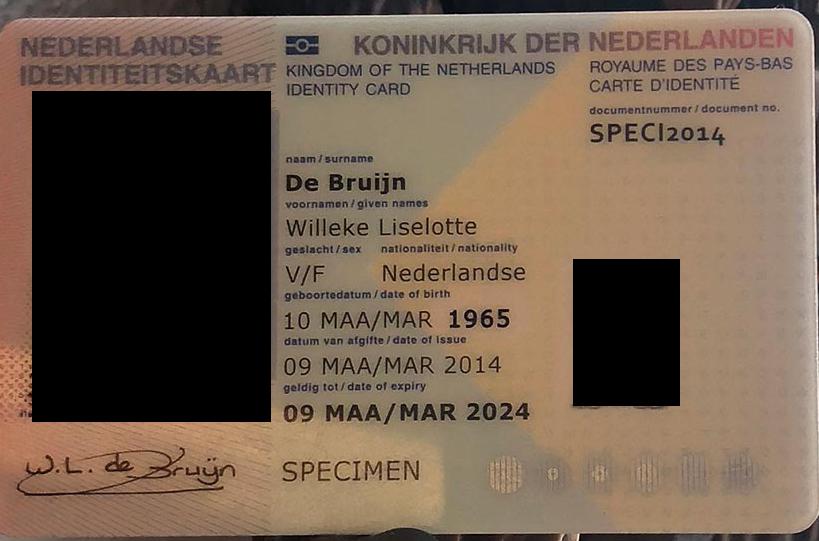 NEDERLANDSE
IDENTITEITSKAART
KONINKRIJK DER NEDERLANDEN
KINGDOM OF THE NETHERLANDS
IDENTITY CARD
ROYAUME DES PAYS-BAS
CARTE D'IDENTITÉ
documentnummer / document no.
SPECI2014
naam / surname
De Bruijn
voornamen / given names
Willeke Liselotte
geslacht / sex nationaliteit / nationality
V/F Nederlandse
geboortedatum / date of birth
10 MAA/MAR 1965
datum van afgifte / date of issue
09 MAA/MAR 2014
geldig tot / date of expiry
09 MAA/MAR 2024
W.L. de Bruijn
SPECIMEN